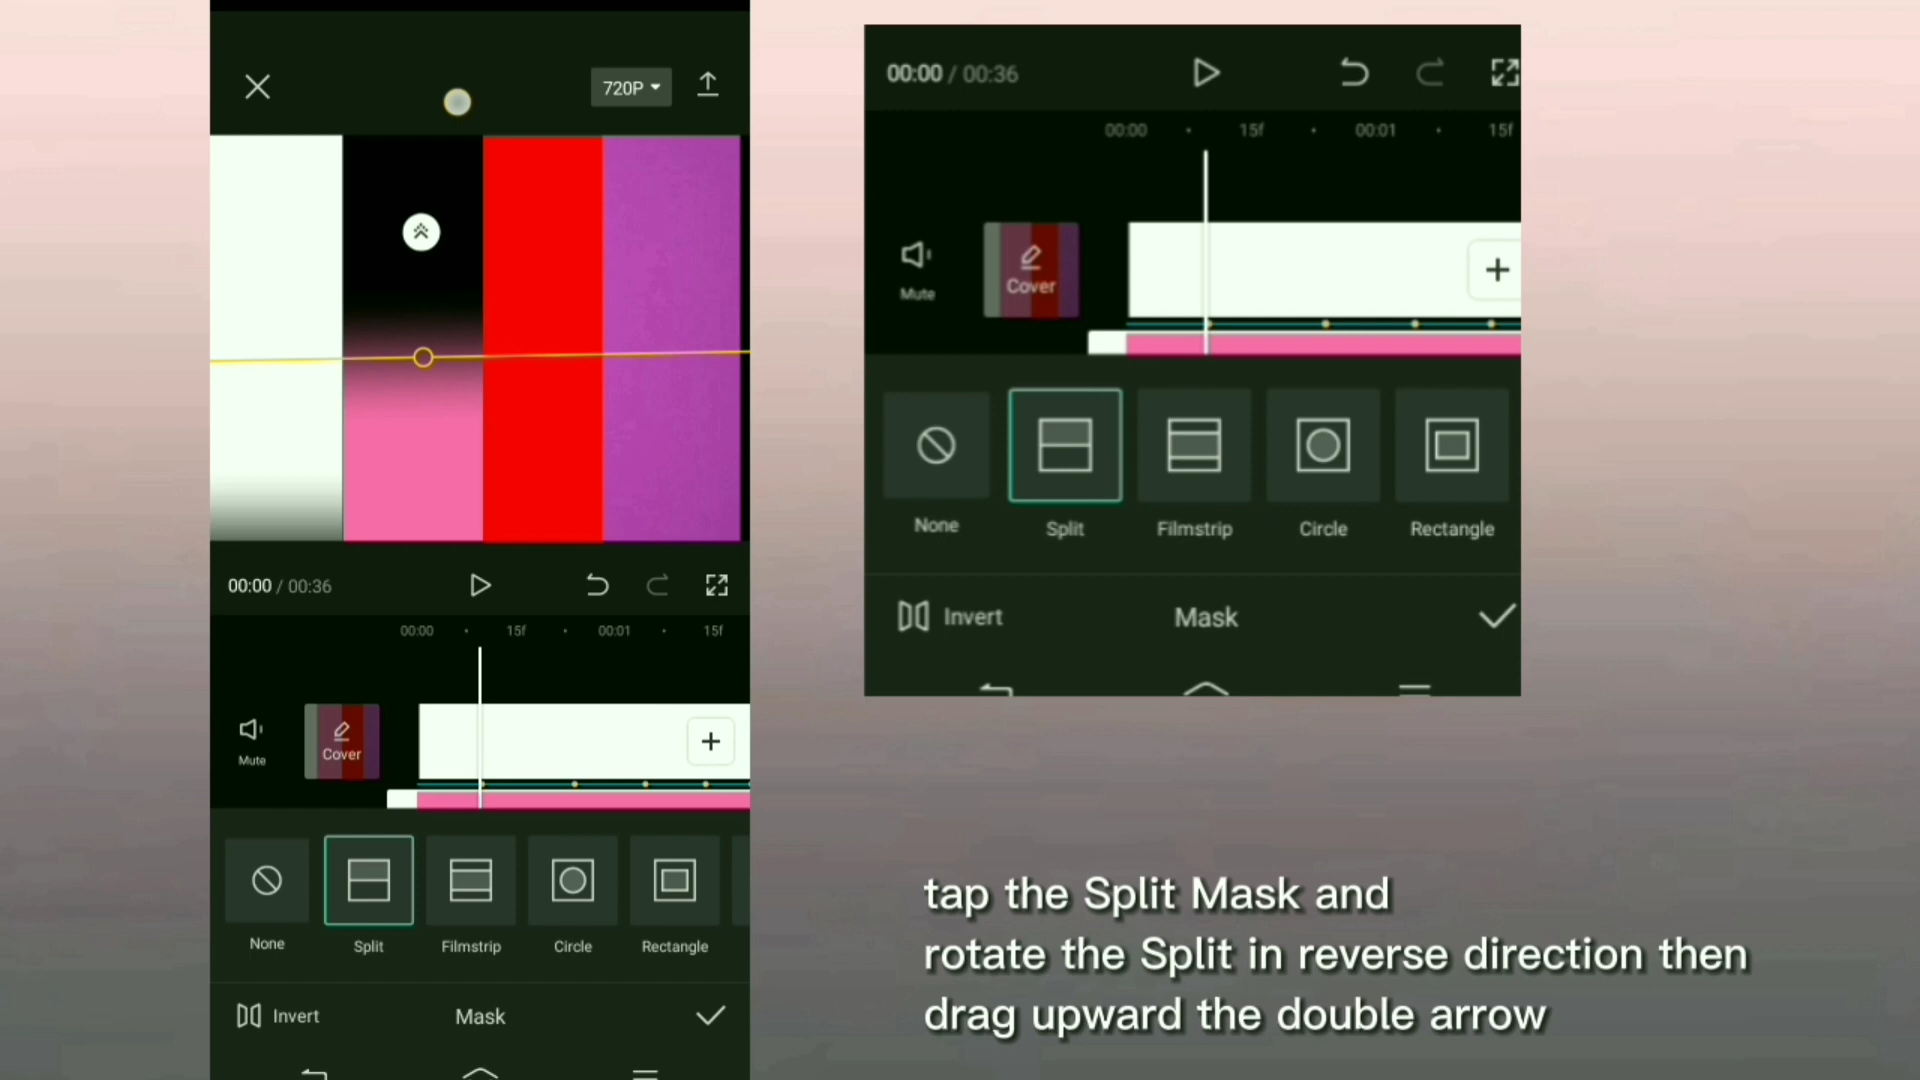 720P
00:00 / 00:36
00:00 15f 00:01 15f
Mute
Cover
None
Split
Filmstrip
Circle
Rectangle
Invert
Mask
00:00 / 00:36
00:00 15f 00:01 15f
Mute
Cover
None
Split
Filmstrip
Circle
Rectangle
Invert
Mask
tap the Split Mask and
rotate the Split in reverse direction then
drag upward the double arrow